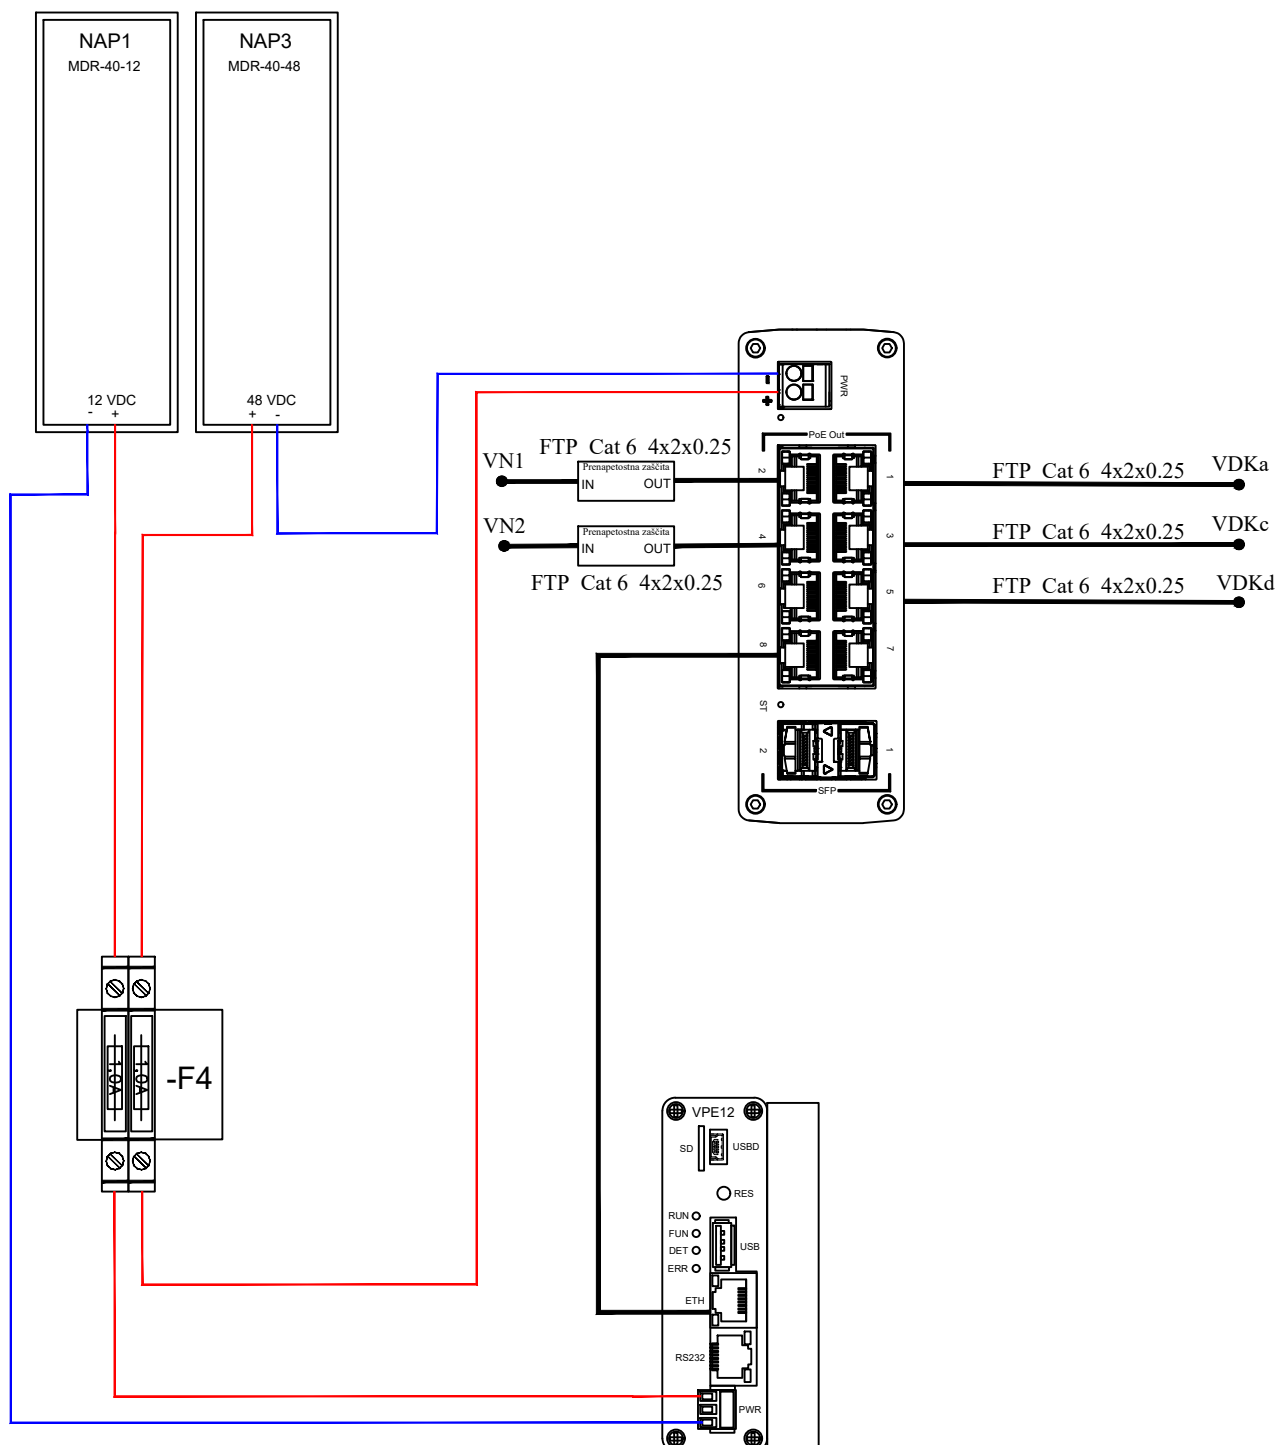 NAP1
MDR-40-12
NAP3
MDR-40-48
12 VDC
- +
48 VDC
+ -
-
+
PWR
PoE Out
FTP Cat 6 4x2x0.25
VN1
Prenapetostna zaščita
IN OUT
2
1
FTP Cat 6 4x2x0.25
VDKa
VN2
Prenapetostna zaščita
IN OUT
FTP Cat 6 4x2x0.25
4
3
FTP Cat 6 4x2x0.25
VDKc
6
5
FTP Cat 6 4x2x0.25
VDKd
8
7
ST
2
1
SFP
1.0A
1.0A
-F4
VPE12
SD
USBD
RES
RUN
FUN
DET
ERR
USB
ETH
RS232
PWR